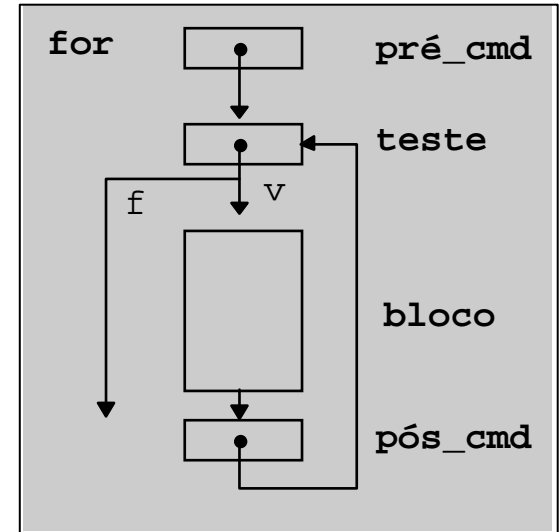 for
pré_cmd
teste
f
v
bloco
pós_cmd